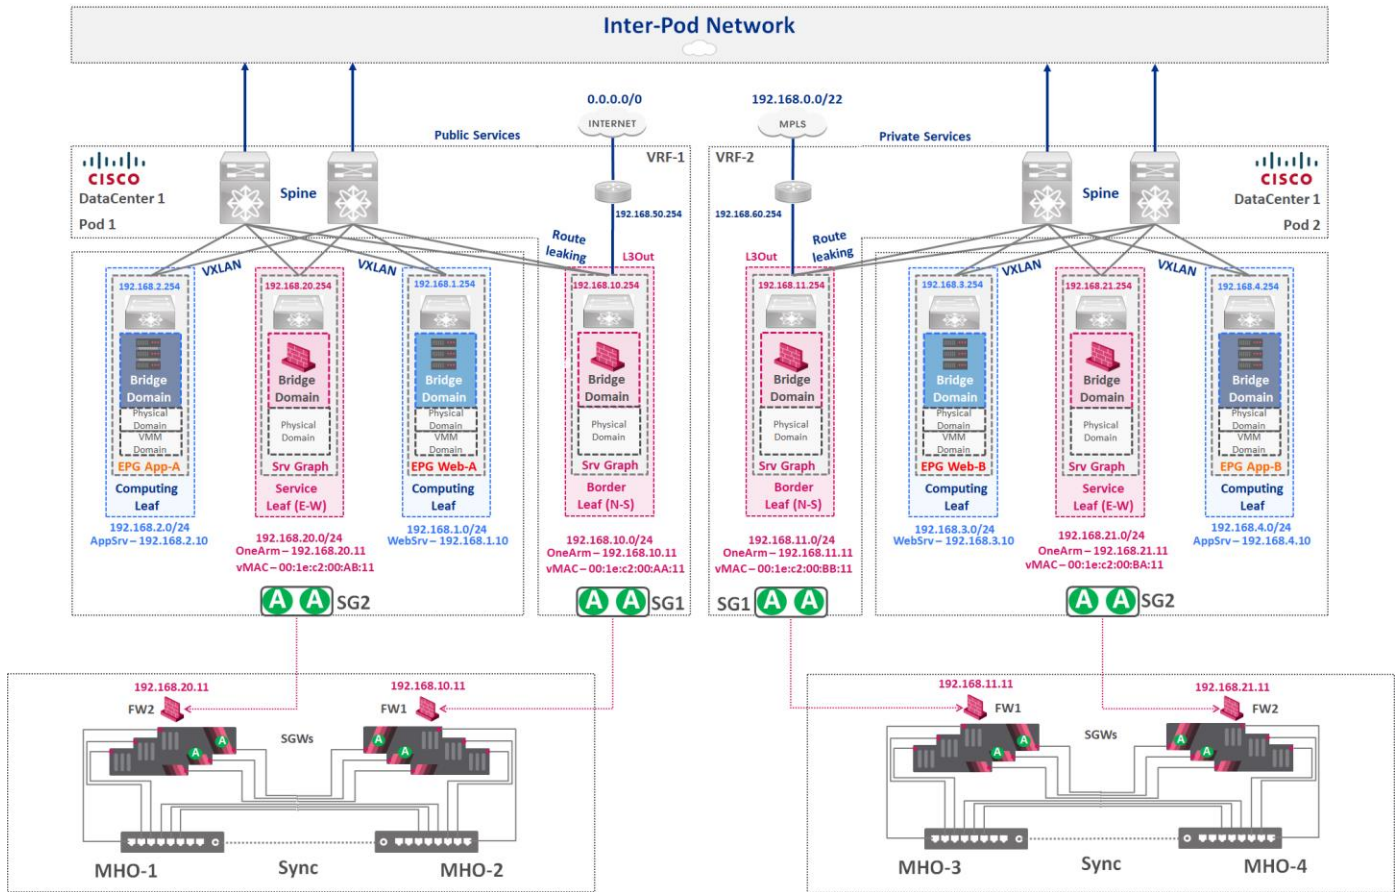 Inter-Pod Network
0.0.0.0/0
192.168.0.0/22
INTERNET
MPLS
Public Services
Private Services
CISCO
DataCenter 1
Pod 1
Spine
VRF-1
192.168.50.254
Route
leaking
L3Out
VRF-2
192.168.60.254
Route
leaking
L3Out
Spine
CISCO
DataCenter 1
Pod 2
VXLAN
VXLAN
VXLAN
VXLAN
192.168.2.254
Bridge
Domain
Physical
Domain
VMM
Domain
EPG App-A
Computing
Leaf
192.168.2.0/24
AppSrv – 192.168.2.10
192.168.20.254
Bridge
Domain
Physical
Domain
Srv Graph
Service
Leaf (E-W)
192.168.20.0/24
OneArm – 192.168.20.11
vMAC – 00:1e:c2:00:AB:11
192.168.1.254
Bridge
Domain
Physical
Domain
VMM
Domain
EPG Web-A
Computing
Leaf
192.168.1.0/24
WebSrv – 192.168.1.10
192.168.10.254
Bridge
Domain
Physical
Domain
Srv Graph
Border
Leaf (N-S)
192.168.10.0/24
OneArm – 192.168.10.11
vMAC – 00:1e:c2:00:AA:11
192.168.11.254
Bridge
Domain
Physical
Domain
Srv Graph
Border
Leaf (N-S)
192.168.11.0/24
OneArm – 192.168.11.11
vMAC – 00:1e:c2:00:BB:11
192.168.3.254
Bridge
Domain
Physical
Domain
VMM
Domain
EPG Web-B
Computing
Leaf
192.168.3.0/24
WebSrv – 192.168.3.10
192.168.21.254
Bridge
Domain
Physical
Domain
Srv Graph
Service
Leaf (E-W)
192.168.21.0/24
OneArm – 192.168.21.11
vMAC – 00:1e:c2:00:BA:11
192.168.4.254
Bridge
Domain
Physical
Domain
VMM
Domain
EPG App-B
Computing
Leaf
192.168.4.0/24
AppSrv – 192.168.4.10
A A SG2
A A SG1
SG1 A A
A A SG2
192.168.20.11
FW2
192.168.10.11
FW1
SGWs
A
A
A
A
MHO-1
Sync
MHO-2
192.168.11.11
FW1
192.168.21.11
FW2
SGWs
A
A
A
A
MHO-3
Sync
MHO-4